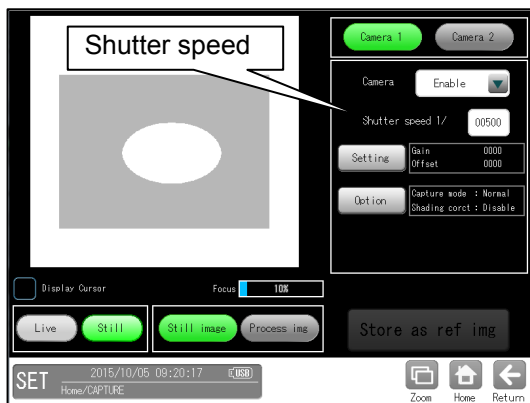 Shutter speed
Camera 1
Camera 2
Camera
Enable
Shutter speed 1/
00500
Setting
Gain 0000
Offset 0000
Option
Capture mode : Normal
Shading corct : Disable
Display Cursor
Focus
10%
Live
Still
Still image
Process img
Store as ref img
SET
2015/10/05 09:20:17
USB
Home/CAPTURE
Zoom
Home
Return